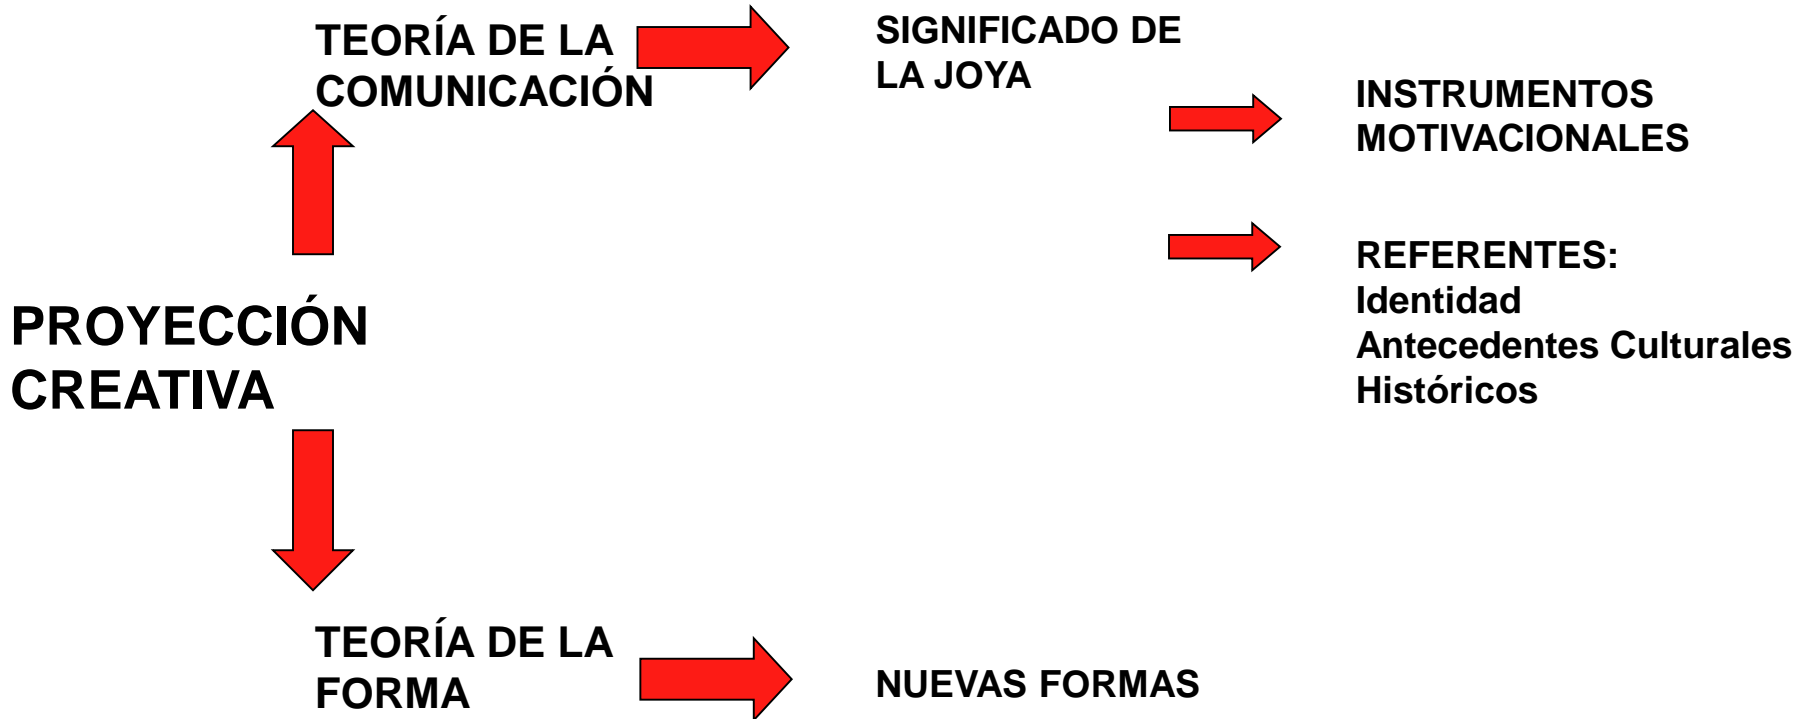 TEORÍA DE LA
COMUNICACIÓN
SIGNIFICADO DE
LA JOYA
INSTRUMENTOS
MOTIVACIONALES
REFERENTES:
Identidad
Antecedentes Culturales
Históricos
PROYECCIÓN
CREATIVA
TEORÍA DE LA
FORMA
NUEVAS FORMAS